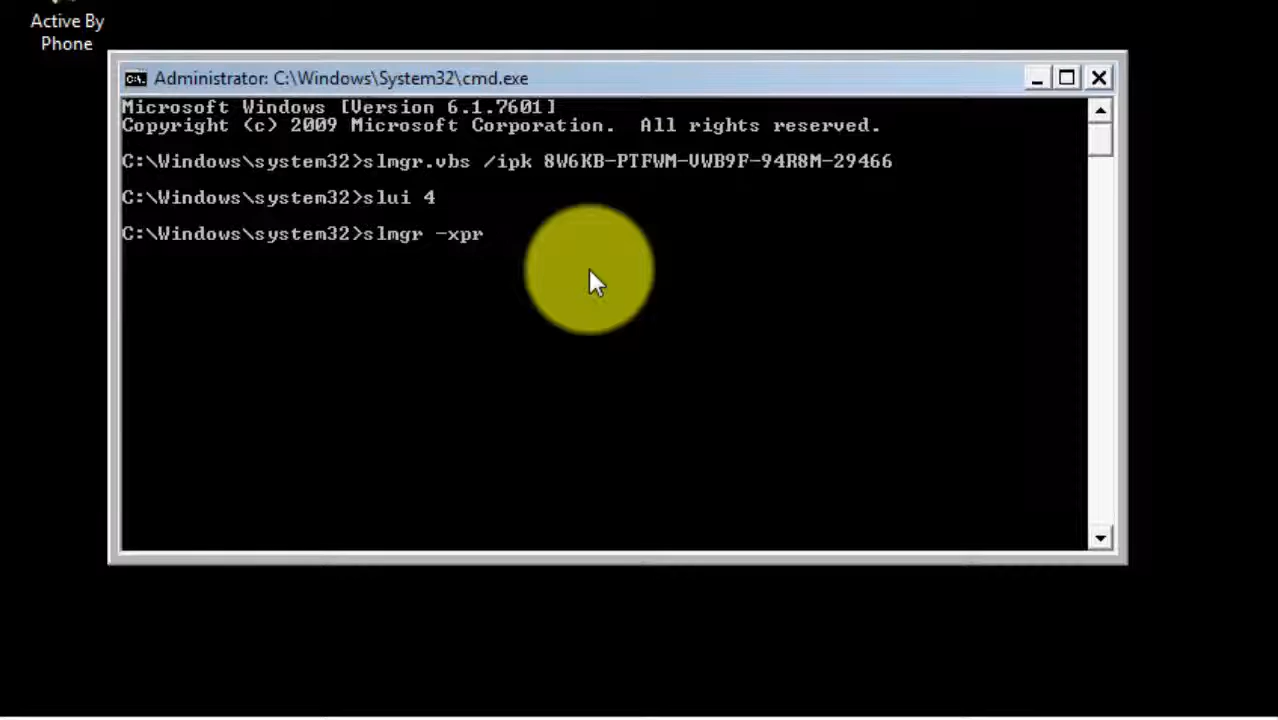 Active By
Phone
Administrator: C:\Windows\System32\cmd.exe
Microsoft Windows [Version 6.1.7601]
Copyright (c) 2009 Microsoft Corporation.  All rights reserved.
C:\Windows\system32>slmgr.vbs /ipk 8W6KB-PTFWM-VWB9F-94R8M-29466
C:\Windows\system32>slui 4
C:\Windows\system32>slmgr -xpr